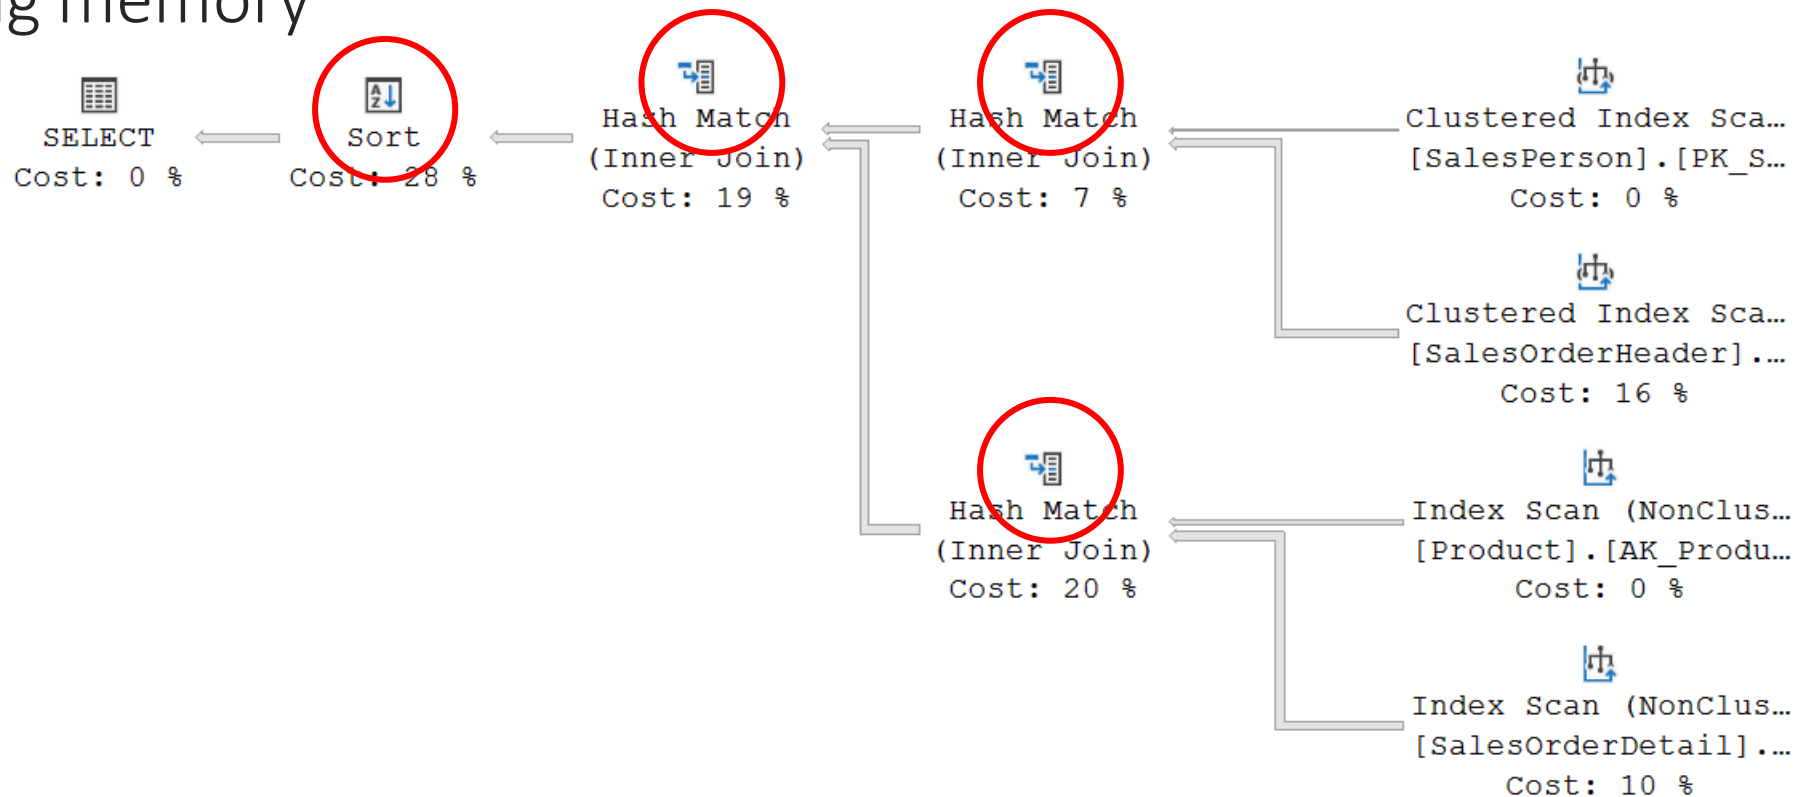 memory
SELECT
Cost: 0 %
Sort
Cost: 28 %
Hash Match
(Inner Join)
Cost: 19 %
Hash Match
(Inner Join)
Cost: 7 %
Clustered Index Sca…
[SalesPerson].[PK_S…
Cost: 0 %
Clustered Index Sca…
[SalesOrderHeader].…
Cost: 16 %
Hash Match
(Inner Join)
Cost: 20 %
Index Scan (NonClus…
[Product].[AK_Produ…
Cost: 0 %
Index Scan (NonClus…
[SalesOrderDetail].…
Cost: 10 %